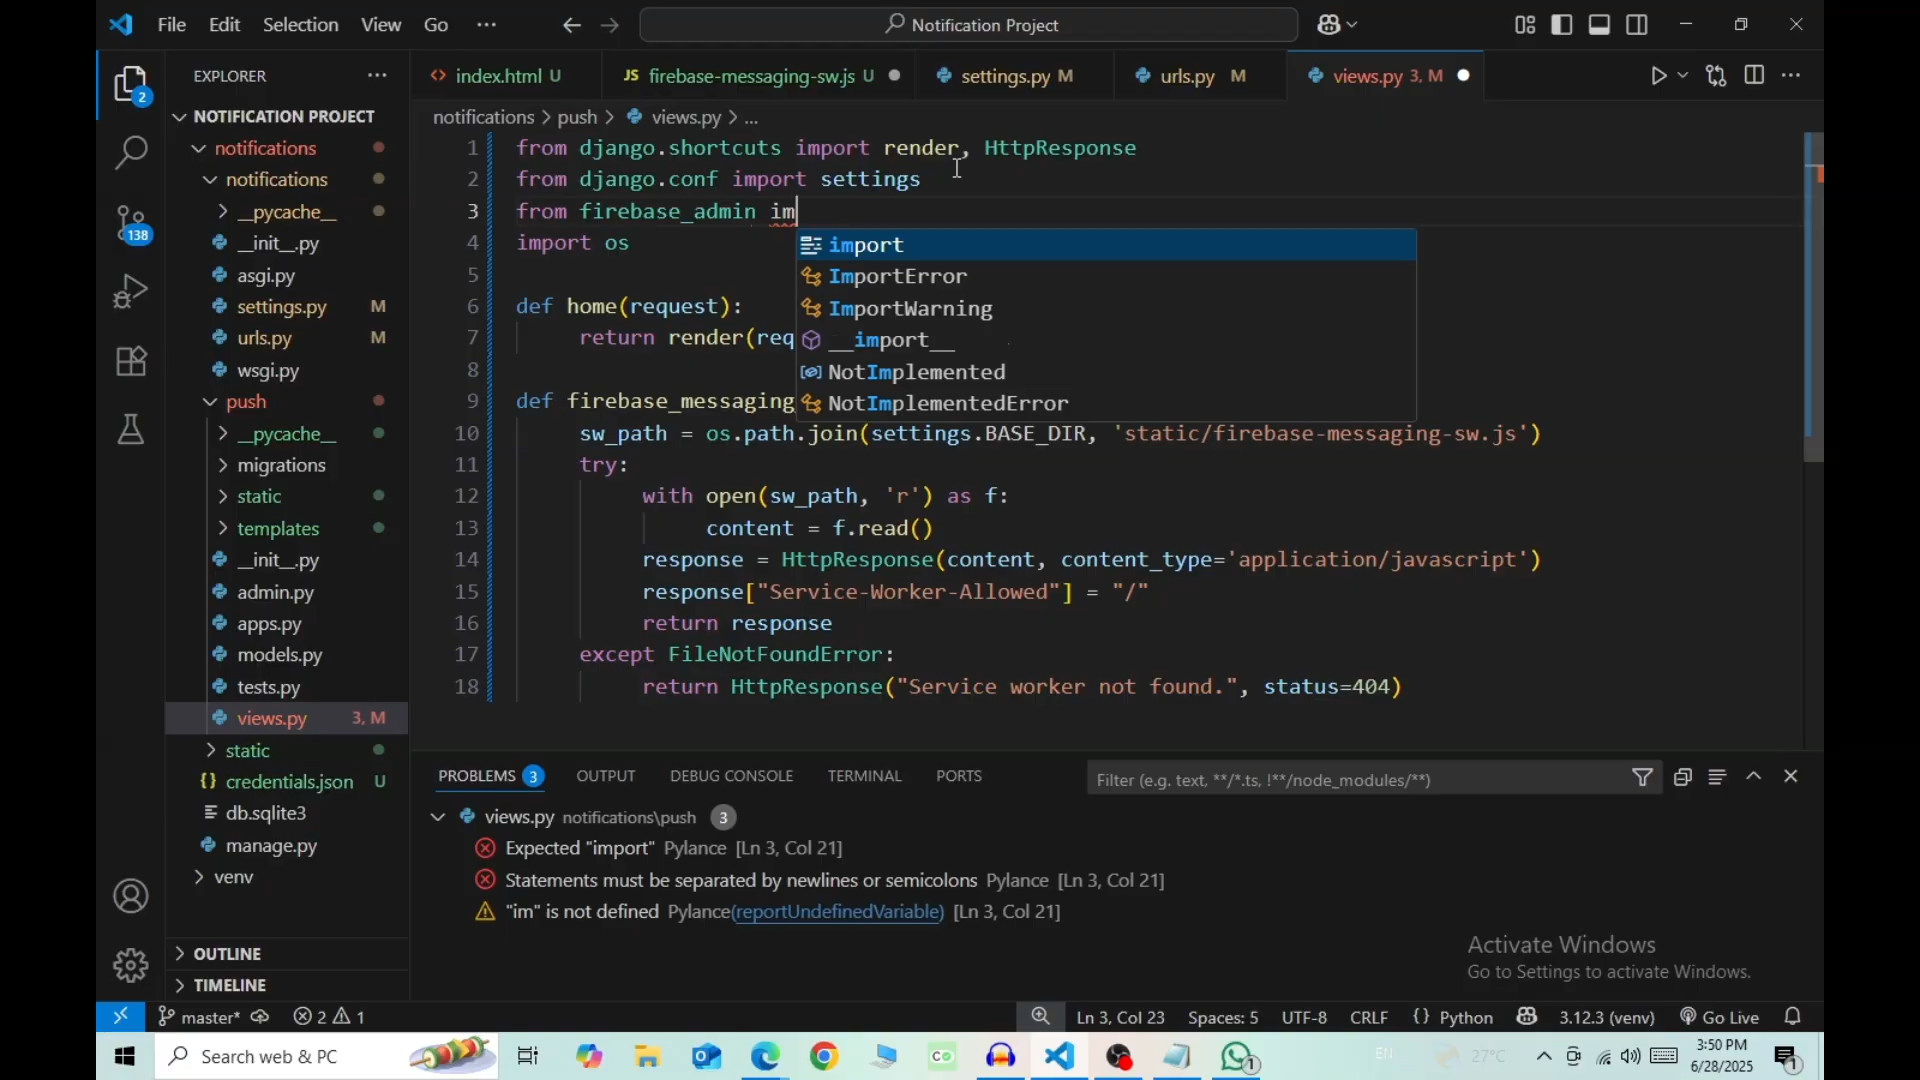 File Edit Selection View Go ··· Notification Project
EXPLORER ···
index.html U
firebase-messaging-sw.js U
settings.py M
urls.py M
views.py 3, M
NOTIFICATION PROJECT
notifications
notifications
__pycache__
__init__.py
asgi.py
settings.py M
urls.py M
wsgi.py
push
__pycache__
migrations
static
templates
__init__.py
admin.py
apps.py
models.py
tests.py
views.py 3, M
static
credentials.json U
db.sqlite3
manage.py
venv
OUTLINE
TIMELINE
notifications > push > views.py > ...
1 from django.shortcuts import render, HttpResponse
2 from django.conf import settings
3 from firebase_admin im
4 import os
5
6 def home(request):
7 return render(req
8
9 def firebase_messaging
10 sw_path = os.path.join(settings.BASE_DIR, 'static/firebase-messaging-sw.js')
11 try:
12 with open(sw_path, 'r') as f:
13 content = f.read()
14 response = HttpResponse(content, content_type='application/javascript')
15 response["Service-Worker-Allowed"] = "/"
16 return response
17 except FileNotFoundError:
18 return HttpResponse("Service worker not found.", status=404)
import
ImportError
ImportWarning
__import__
NotImplemented
NotImplementedError
PROBLEMS 3 OUTPUT DEBUG CONSOLE TERMINAL PORTS
Filter (e.g. text, **/*.ts, !**/node_modules/**)
views.py notifications\push 3
Expected "import" Pylance [Ln 3, Col 21]
Statements must be separated by newlines or semicolons Pylance [Ln 3, Col 21]
"im" is not defined Pylance(reportUndefinedVariable) [Ln 3, Col 21]
Activate Windows
Go to Settings to activate Windows.
2
138
master* 2 1
Ln 3, Col 23 Spaces: 5 UTF-8 CRLF {} Python 3.12.3 (venv) Go Live
Search web & PC
EN
27°C
3:50 PM
6/28/2025
1
1